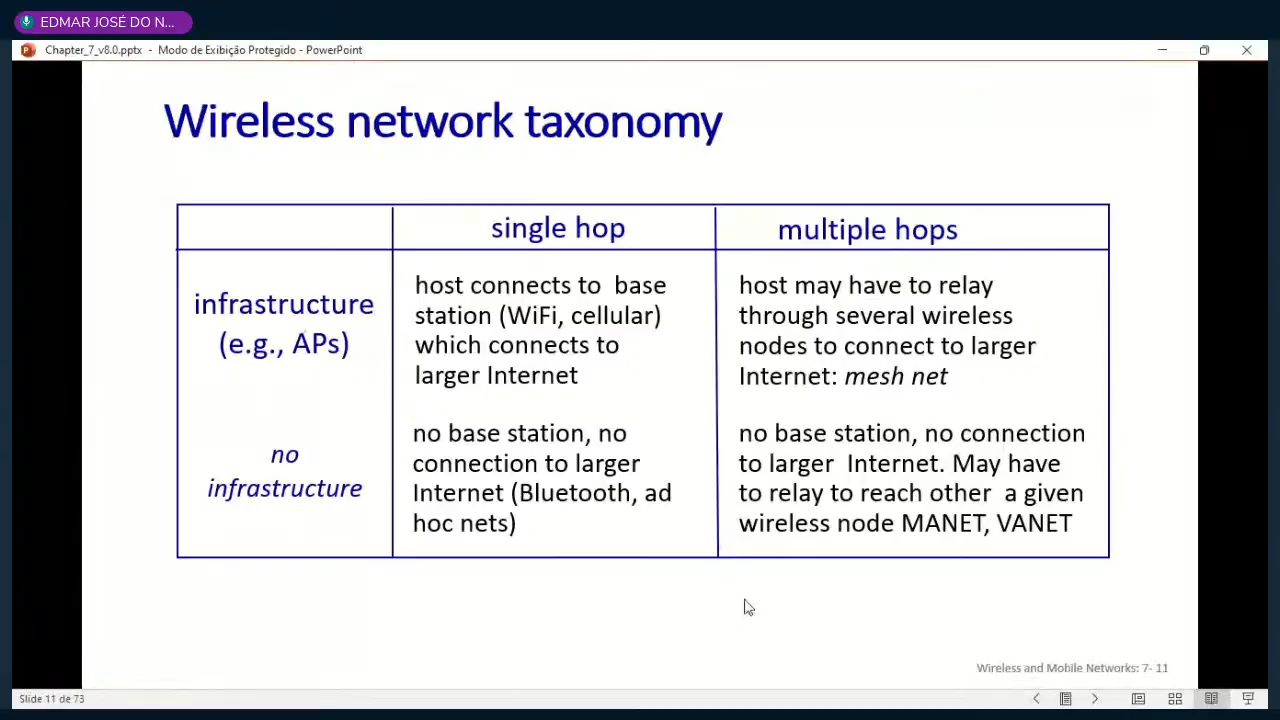 EDMAR JOSÉ DO N...
Chapter_7_v8.0.pptx - Modo de Exibição Protegido - PowerPoint
Wireless network taxonomy
single hop
multiple hops
infrastructure
(e.g., APs)
host connects to base
station (WiFi, cellular)
which connects to
larger Internet
host may have to relay
through several wireless
nodes to connect to larger
Internet: mesh net
no
infrastructure
no base station, no
connection to larger
Internet (Bluetooth, ad
hoc nets)
no base station, no connection
to larger Internet. May have
to relay to reach other a given
wireless node MANET, VANET
Wireless and Mobile Networks: 7- 11
Slide 11 de 73